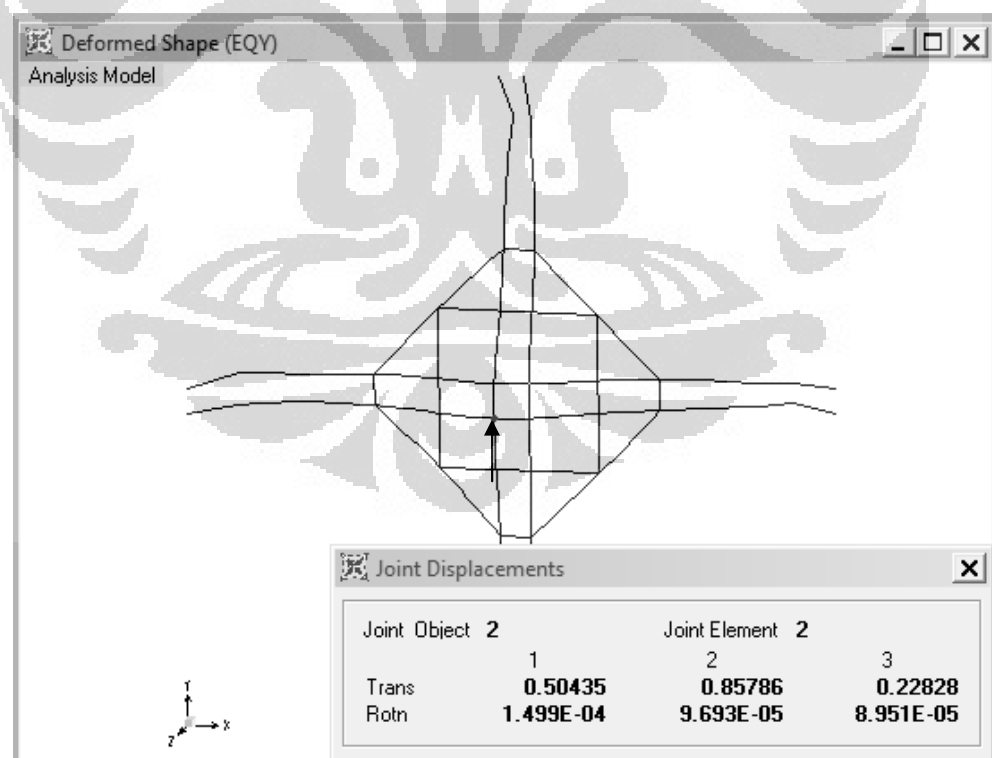 Deformed Shape (EQY)
Analysis Model
Joint Displacements
Joint Object 2 Joint Element 2
1 2 3
Trans 0.50435 0.85786 0.22828
Rotn 1.499E-04 9.693E-05 8.951E-05
Y
X
Z